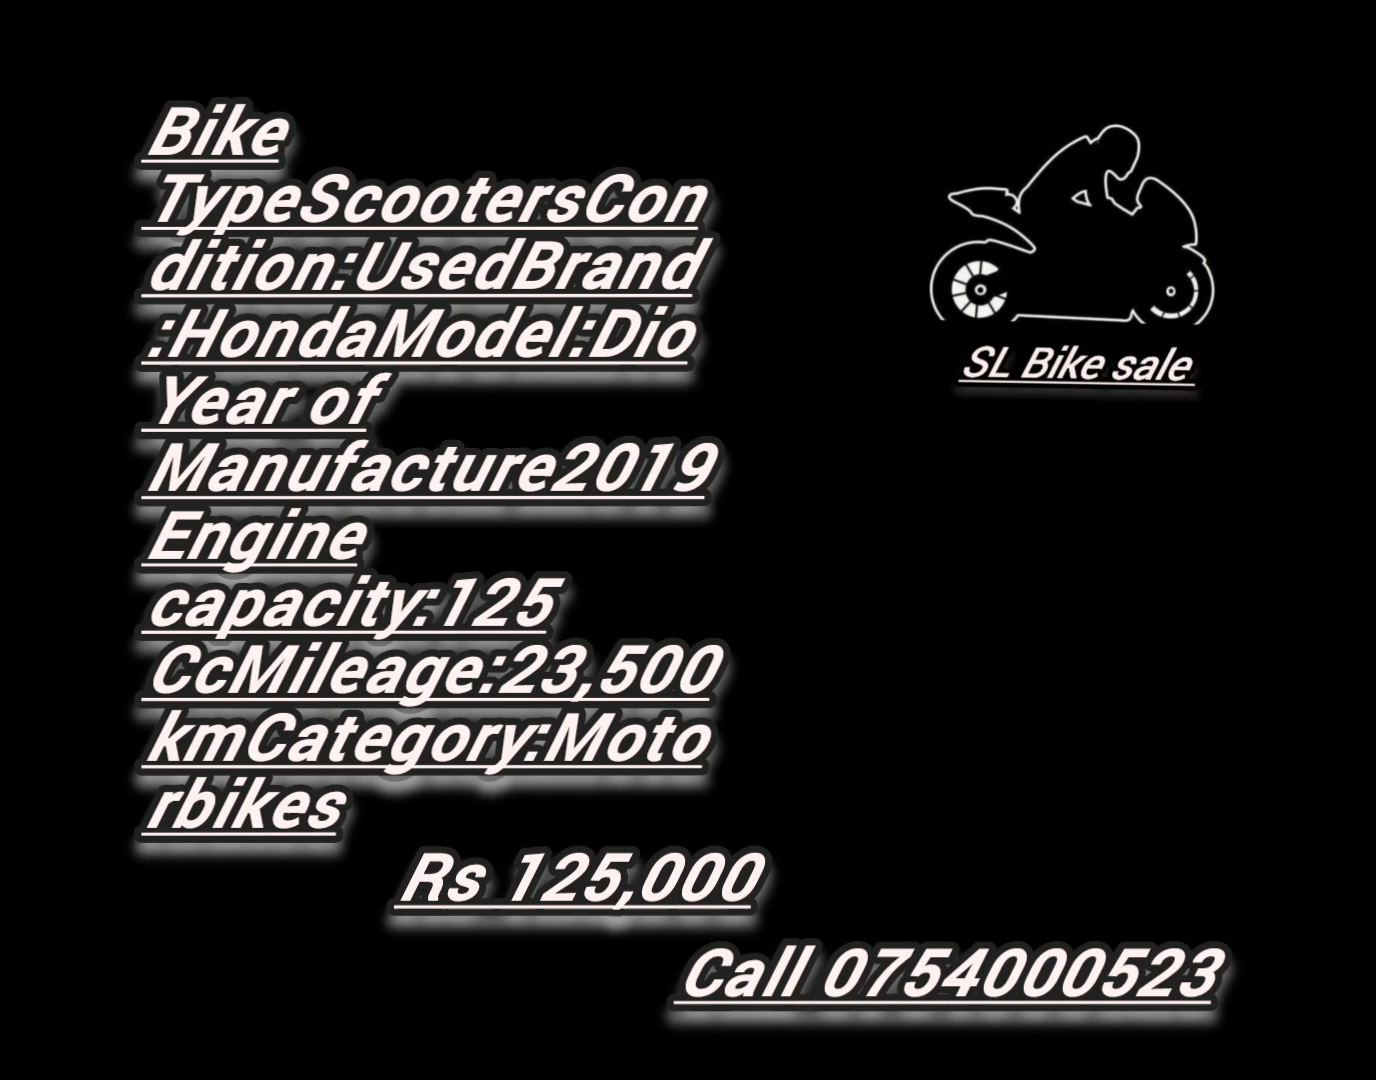 Bike
TypeScootersCon
dition:UsedBrand
:HondaModel:Dio
Year of
Manufacture2019
Engine
capacity:125
CcMileage:23,500
kmCategory:Moto
rbikes
SL Bike sale
Rs 125,000
Call 0754000523